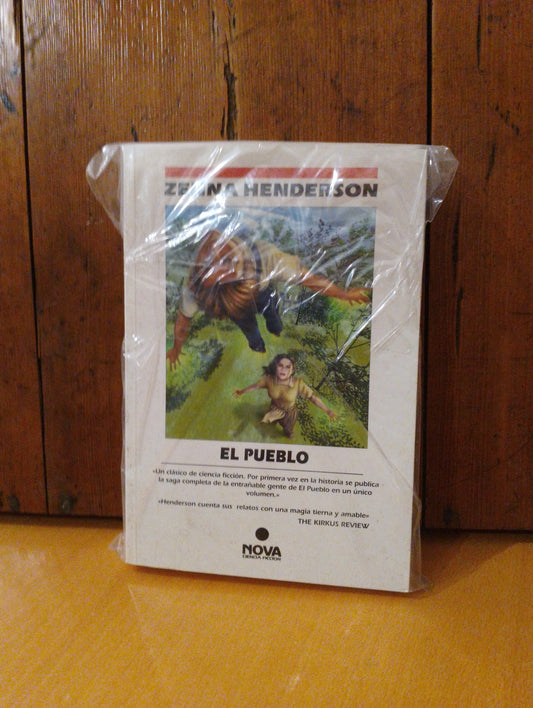 ZENNA HENDERSON
EL PUEBLO
«Un clásico de ciencia ficción. Por primera vez en la historia se publica
la saga completa de la entrañable gente de El Pueblo en un único
volumen.»
«Henderson cuenta sus relatos con una magia tierna y amable»
THE KIRKUS REVIEW
NOVA
CIENCIA FICCION